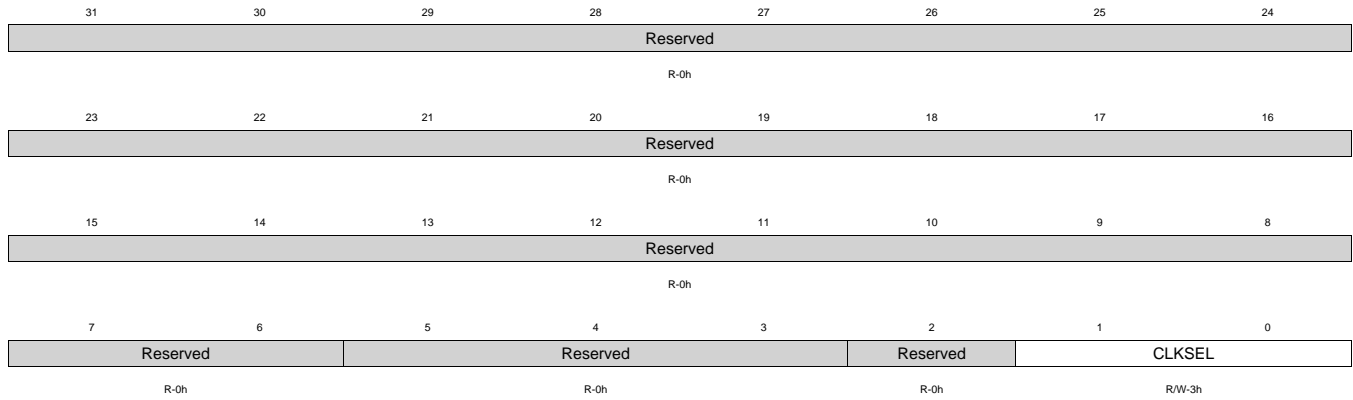 31 30 29 28 27 26 25 24
Reserved
R-0h
23 22 21 20 19 18 17 16
Reserved
R-0h
15 14 13 12 11 10 9 8
Reserved
R-0h
7 6 5 4 3 2 1 0
Reserved Reserved Reserved CLKSEL
R-0h R-0h R-0h R/W-3h